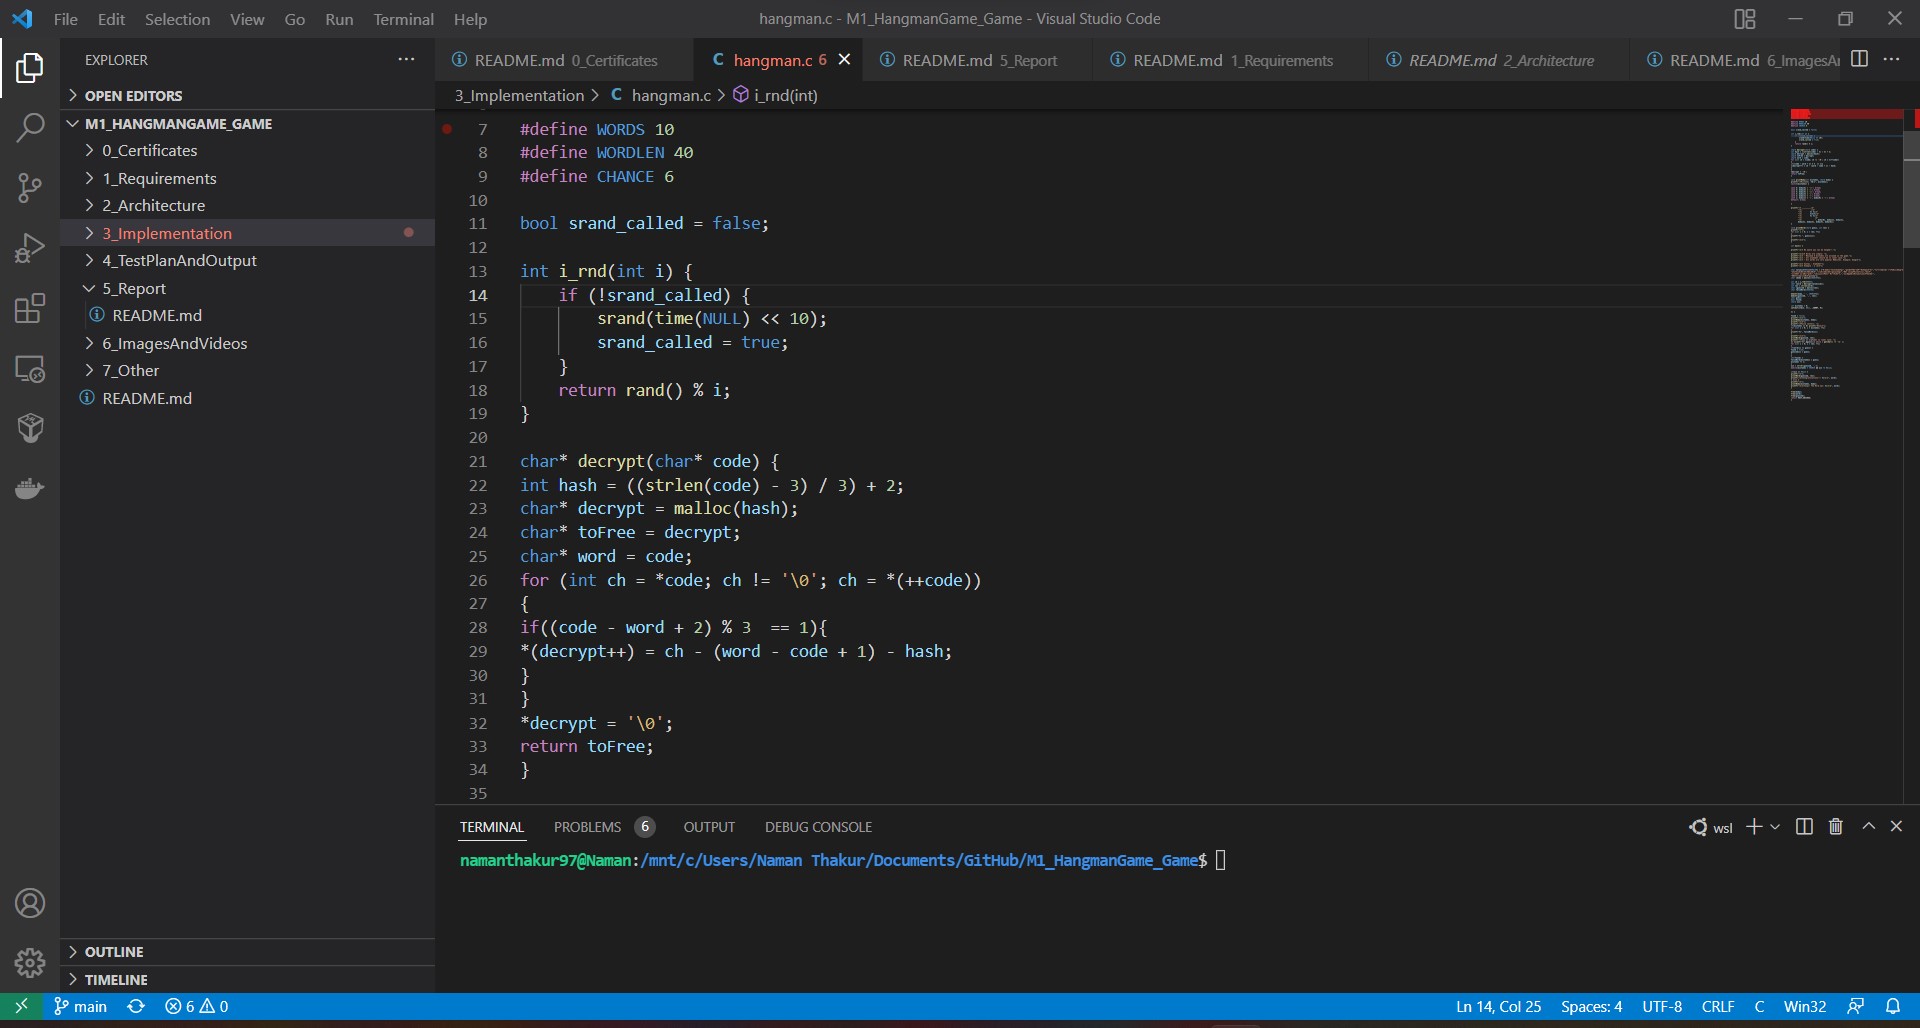 File Edit Selection View Go Run Terminal Help
hangman.c - M1_HangmanGame_Game - Visual Studio Code
EXPLORER
OPEN EDITORS
M1_HANGMANGAME_GAME
0_Certificates
1_Requirements
2_Architecture
3_Implementation
4_TestPlanAndOutput
5_Report
README.md
6_ImagesAndVideos
7_Other
README.md
OUTLINE
TIMELINE
README.md 0_Certificates
C hangman.c 6
README.md 5_Report
README.md 1_Requirements
README.md 2_Architecture
README.md 6_ImagesAn
3_Implementation > C hangman.c > i_rnd(int)
7 #define WORDS 10
8 #define WORDLEN 40
9 #define CHANCE 6
10
11 bool srand_called = false;
12
13 int i_rnd(int i) {
14 if (!srand_called) {
15 srand(time(NULL) << 10);
16 srand_called = true;
17 }
18 return rand() % i;
19 }
20
21 char* decrypt(char* code) {
22 int hash = ((strlen(code) - 3) / 3) + 2;
23 char* decrypt = malloc(hash);
24 char* toFree = decrypt;
25 char* word = code;
26 for (int ch = *code; ch != '\0'; ch = *(++code))
27 {
28 if((code - word + 2) % 3  == 1){
29 *(decrypt++) = ch - (word - code + 1) - hash;
30 }
31 }
32 *decrypt = '\0';
33 return toFree;
34 }
35
TERMINAL PROBLEMS 6 OUTPUT DEBUG CONSOLE
wsl
namanthakur97@Naman:/mnt/c/Users/Naman Thakur/Documents/GitHub/M1_HangmanGame_Game$
main 6 0
Ln 14, Col 25 Spaces: 4 UTF-8 CRLF C Win32